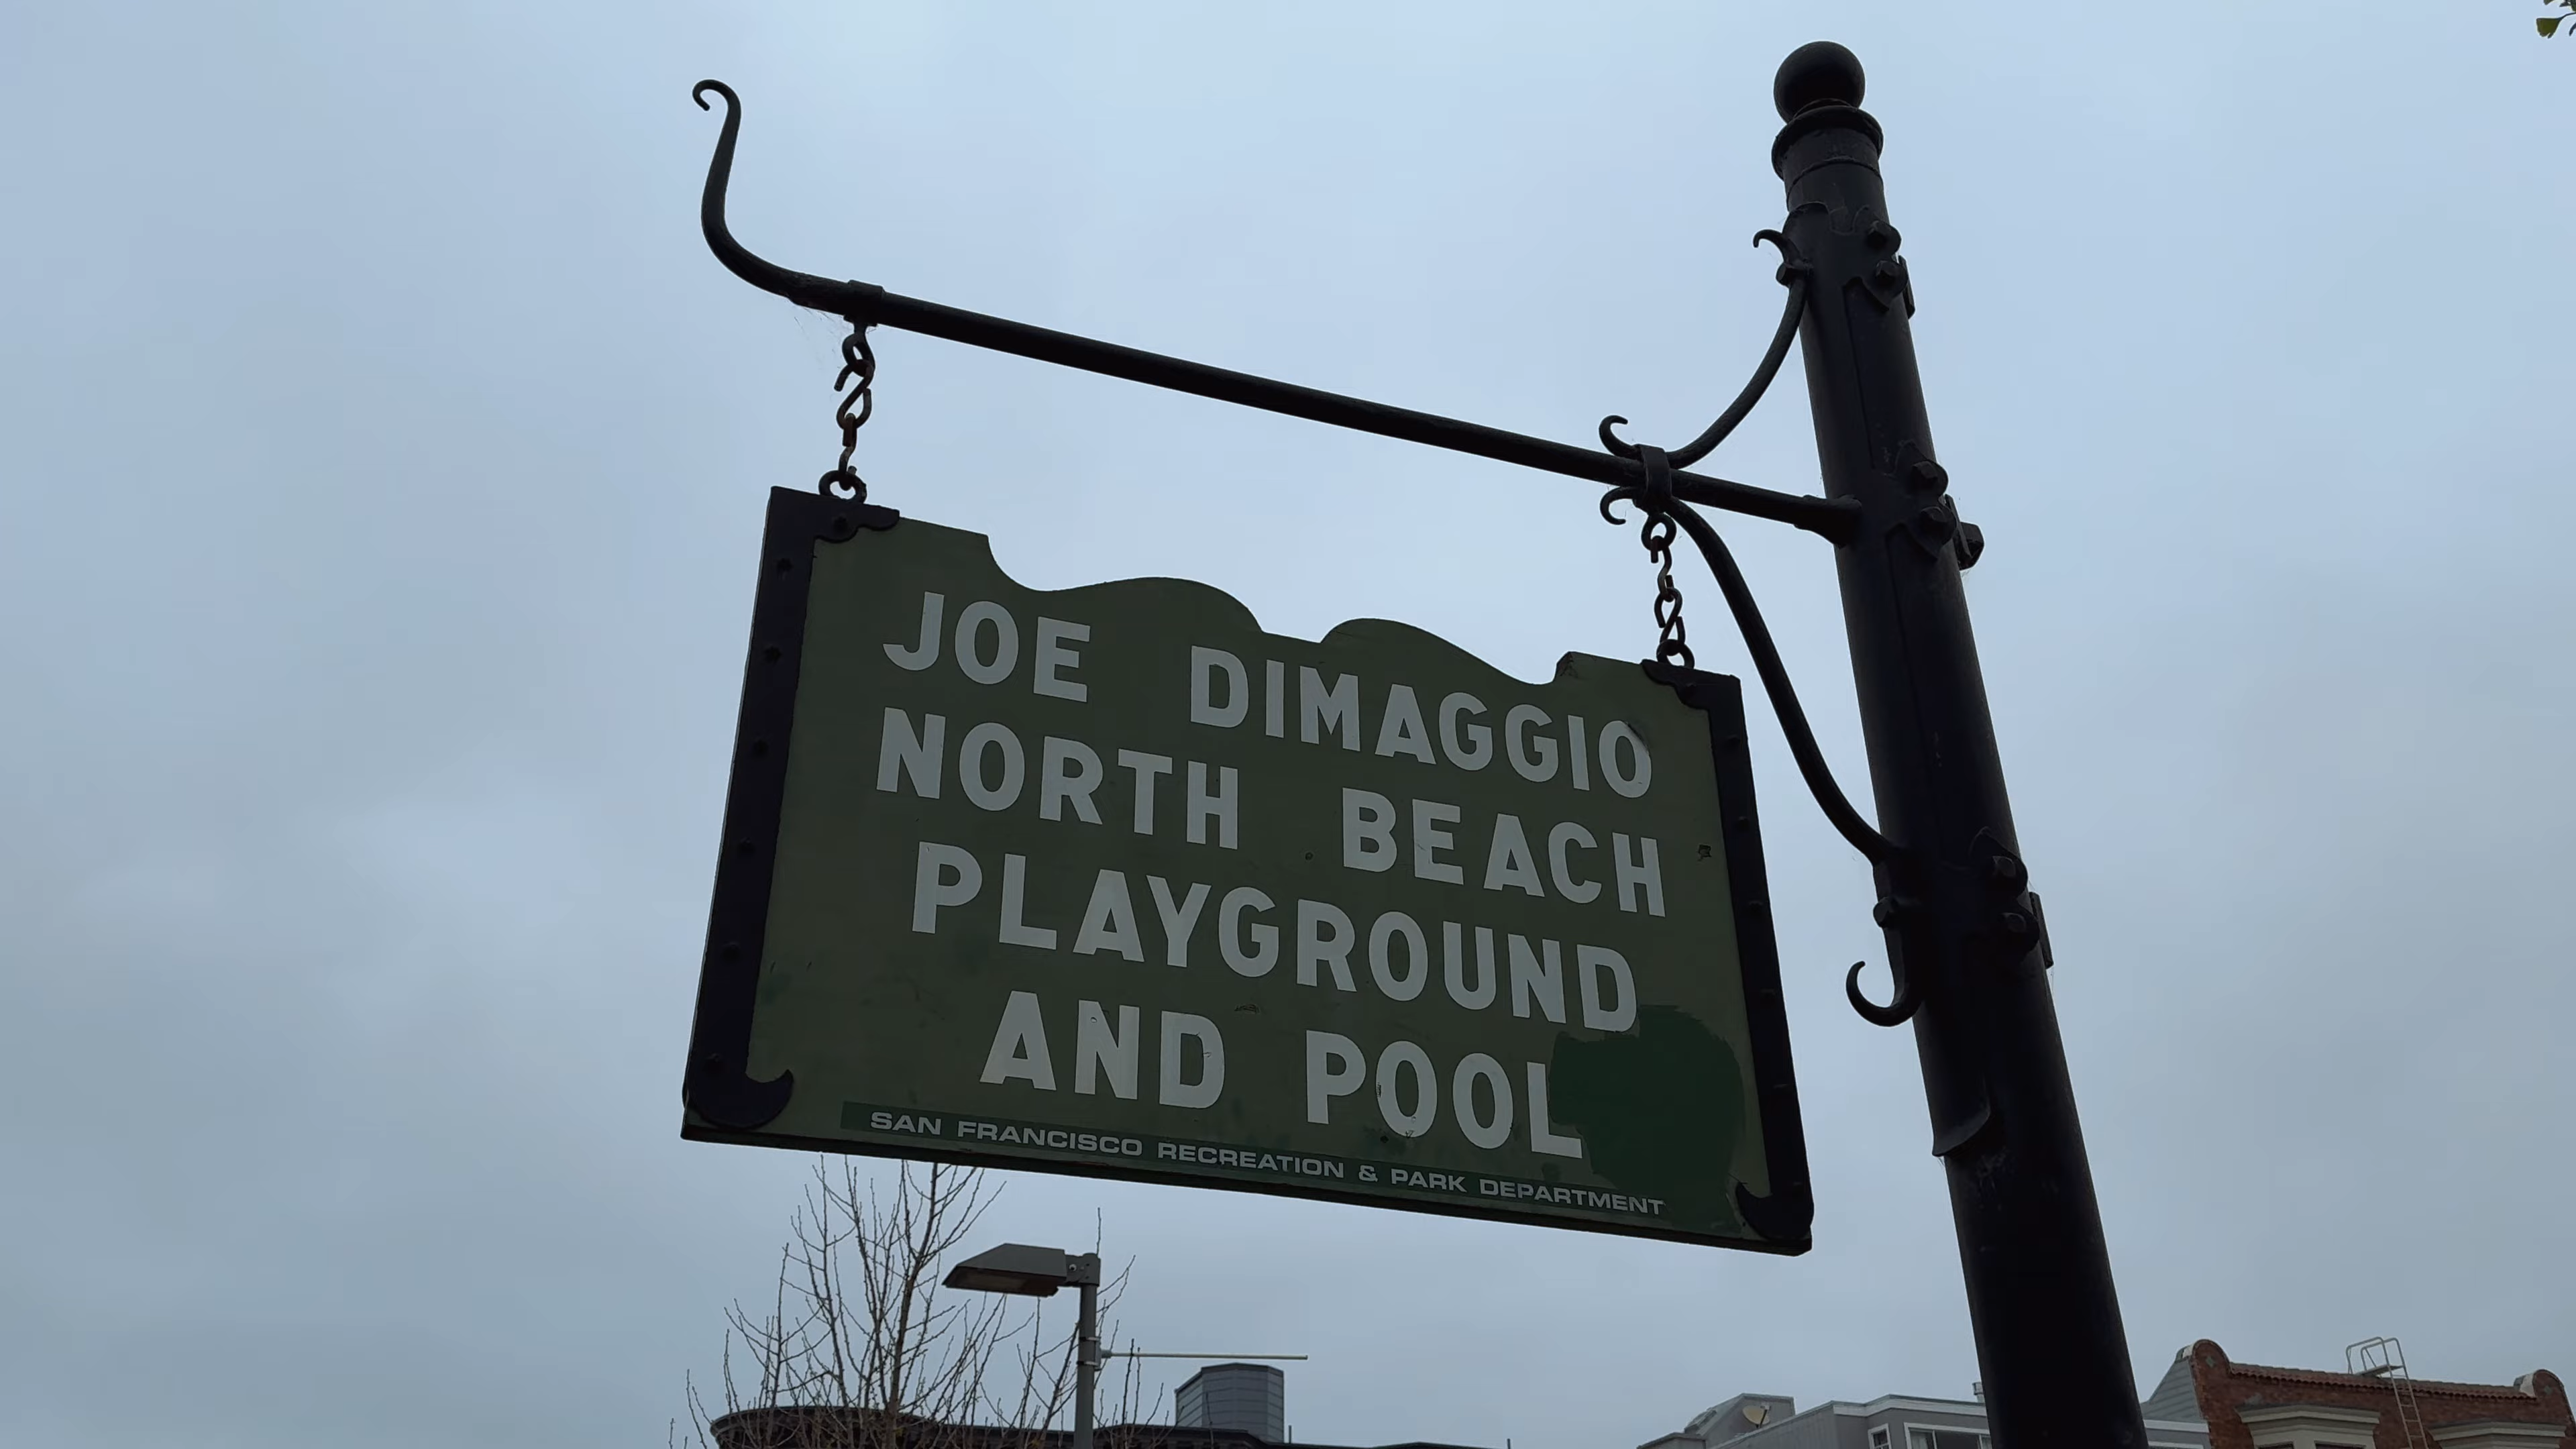 JOE DIMAGGIO
NORTH BEACH
PLAYGROUND
AND POOL
SAN FRANCISCO RECREATION & PARK DEPARTMENT